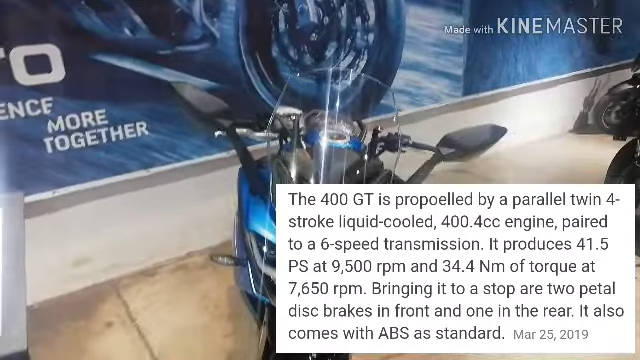 Made with KINEMASTER
TO
ENCE
MORE
TOGETHER
The 400 GT is propoelled by a parallel twin 4-
stroke liquid-cooled, 400.4cc engine, paired
to a 6-speed transmission. It produces 41.5
PS at 9,500 rpm and 34.4 Nm of torque at
7,650 rpm. Bringing it to a stop are two petal
disc brakes in front and one in the rear. It also
comes with ABS as standard. Mar 25, 2019